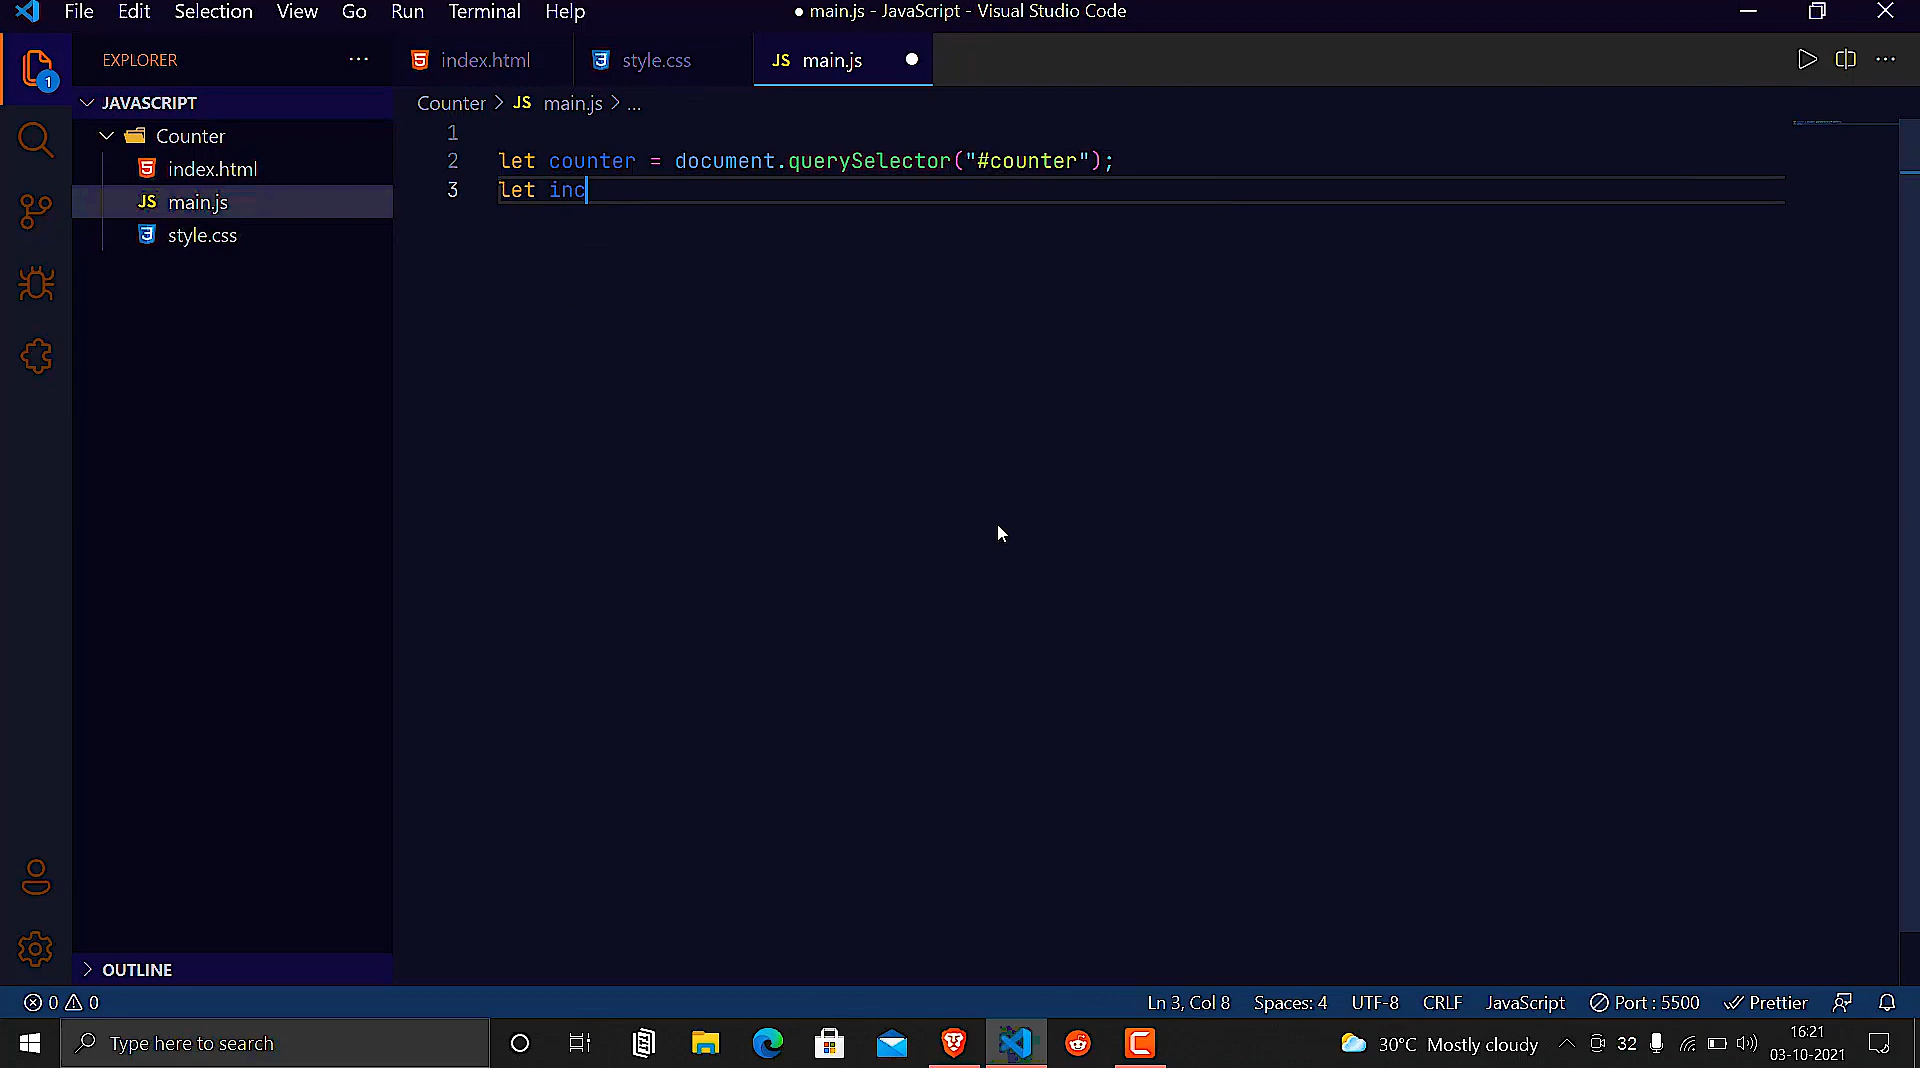 File Edit Selection View Go Run Terminal Help
● main.js - JavaScript - Visual Studio Code
EXPLORER ...
index.html
style.css
JS main.js
1
JAVASCRIPT
Counter > JS main.js > ...
Counter
index.html
JS main.js
style.css
1
2 let counter = document.querySelector("#counter");
3 let inc
OUTLINE
0 0
Ln 3, Col 8 Spaces: 4 UTF-8 CRLF JavaScript Port : 5500 Prettier
Type here to search
30°C Mostly cloudy
32
16:21
03-10-2021